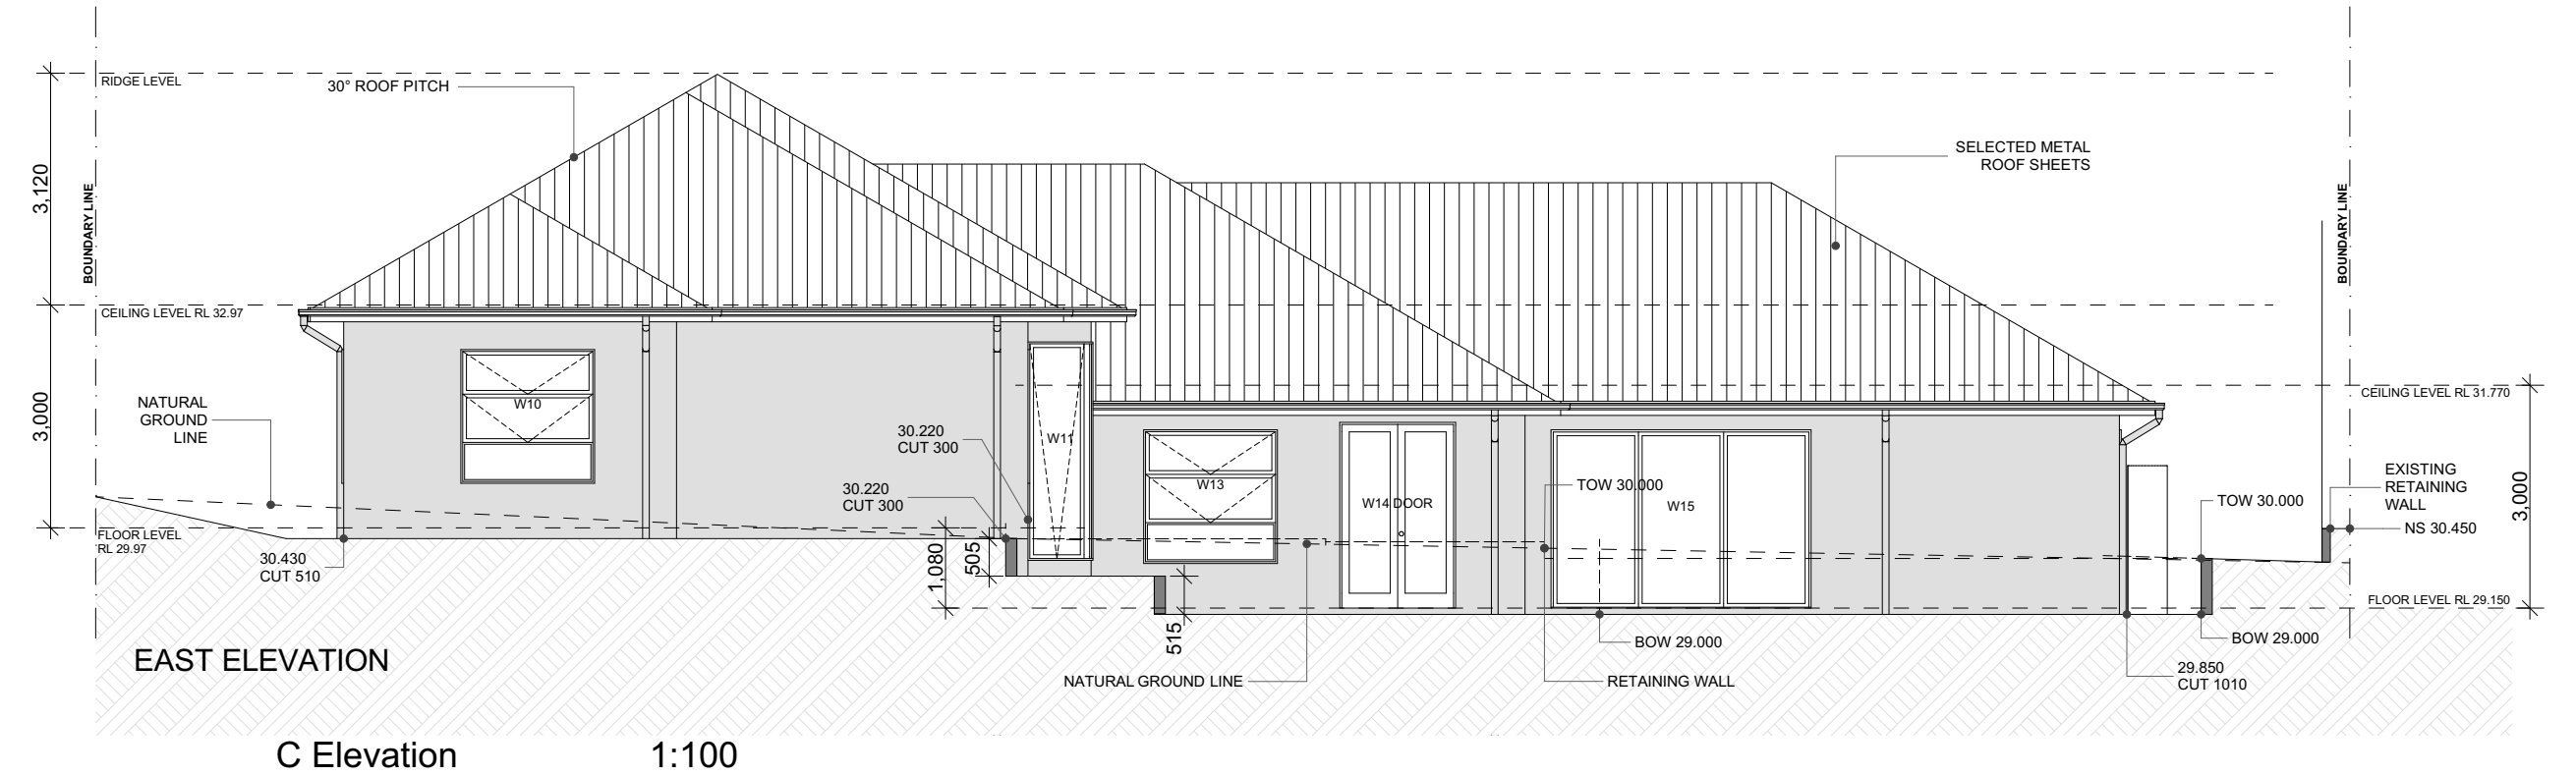 RIDGE LEVEL
30° ROOF PITCH
SELECTED METAL
ROOF SHEETS
3,120
BOUNDARY LINE
BOUNDARY LINE
CEILING LEVEL RL 32.97
CEILING LEVEL RL 31.770
NATURAL
GROUND
LINE
3,000
W10
30.220
CUT 300
W11
30.220
CUT 300
W13
W14 DOOR
TOW 30.000
W15
EXISTING
RETAINING
WALL
TOW 30.000
NS 30.450
3,000
FLOOR LEVEL
RL 29.97
30.430
CUT 510
1,080
505
515
FLOOR LEVEL RL 29.150
BOW 29.000
BOW 29.000
EAST ELEVATION
NATURAL GROUND LINE
RETAINING WALL
29.850
CUT 1010
C Elevation
1:100